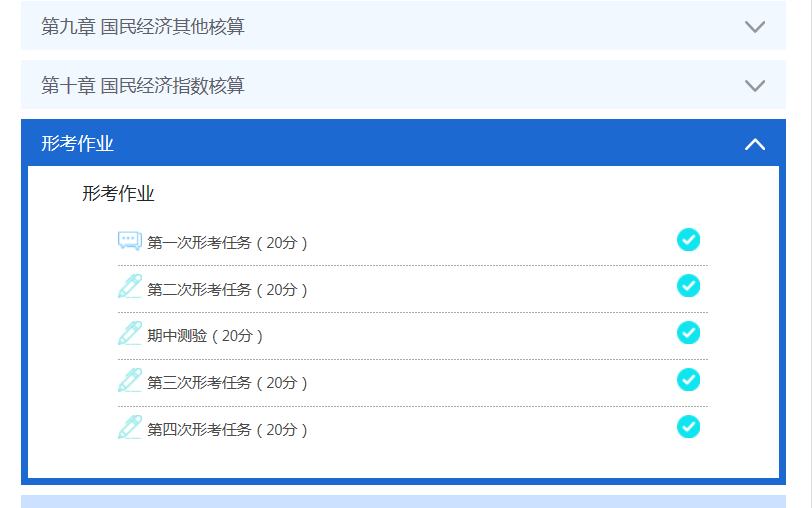 第九章 国民经济其他核算
第十章 国民经济指数核算
形考作业
形考作业
第一次形考任务（20分）
第二次形考任务（20分）
期中测验（20分）
第三次形考任务（20分）
第四次形考任务（20分）